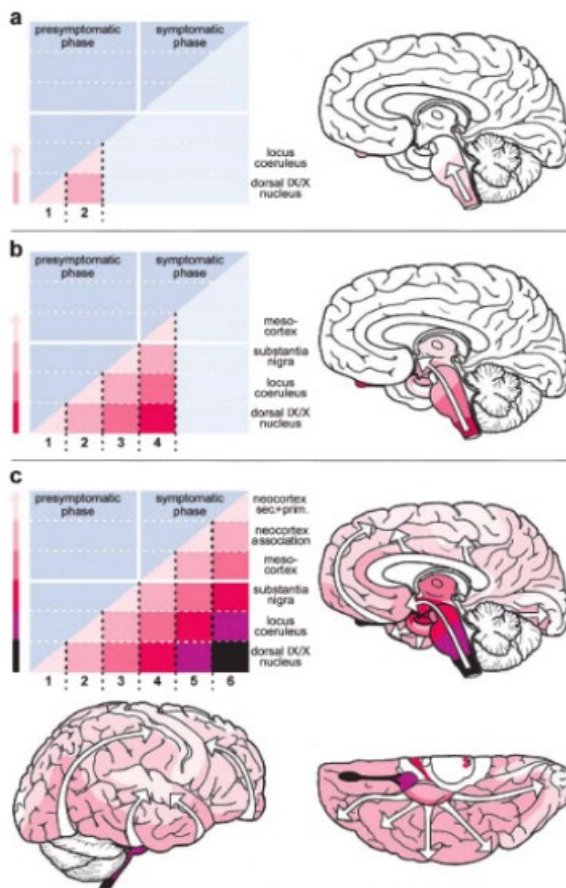 a
presymptomatic symptomatic
phase phase
locus
coeruleus
dorsal IX/X
nucleus
1 2
b
presymptomatic symptomatic
phase phase
meso-
cortex
substantia
nigra
locus
coeruleus
dorsal IX/X
nucleus
1 2 3 4
c
presymptomatic symptomatic
phase phase
neocortex
sec.+prim.
neocortex
association
meso-
cortex
substantia
nigra
locus
coeruleus
dorsal IX/X
nucleus
1 2 3 4 5 6